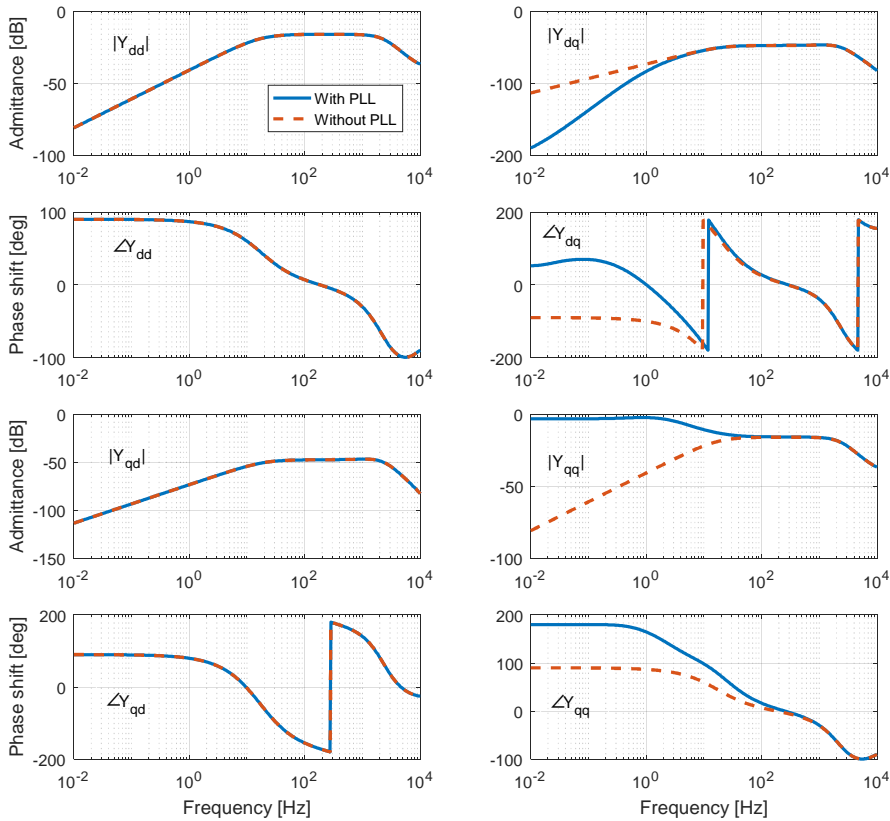 0
-50
-100
Admittance [dB]
|Y_dd|
With PLL
Without PLL
10^-2 10^0 10^2 10^4
0
-100
-200
|Y_dq|
10^-2 10^0 10^2 10^4
100
0
-100
Phase shift [deg]
∠Y_dd
10^-2 10^0 10^2 10^4
200
0
-200
∠Y_dq
10^-2 10^0 10^2 10^4
0
-50
-100
-150
Admittance [dB]
|Y_qd|
10^-2 10^0 10^2 10^4
0
-50
-100
|Y_qq|
10^-2 10^0 10^2 10^4
200
0
-200
Phase shift [deg]
∠Y_qd
10^-2 10^0 10^2 10^4
Frequency [Hz]
200
100
0
-100
∠Y_qq
10^-2 10^0 10^2 10^4
Frequency [Hz]